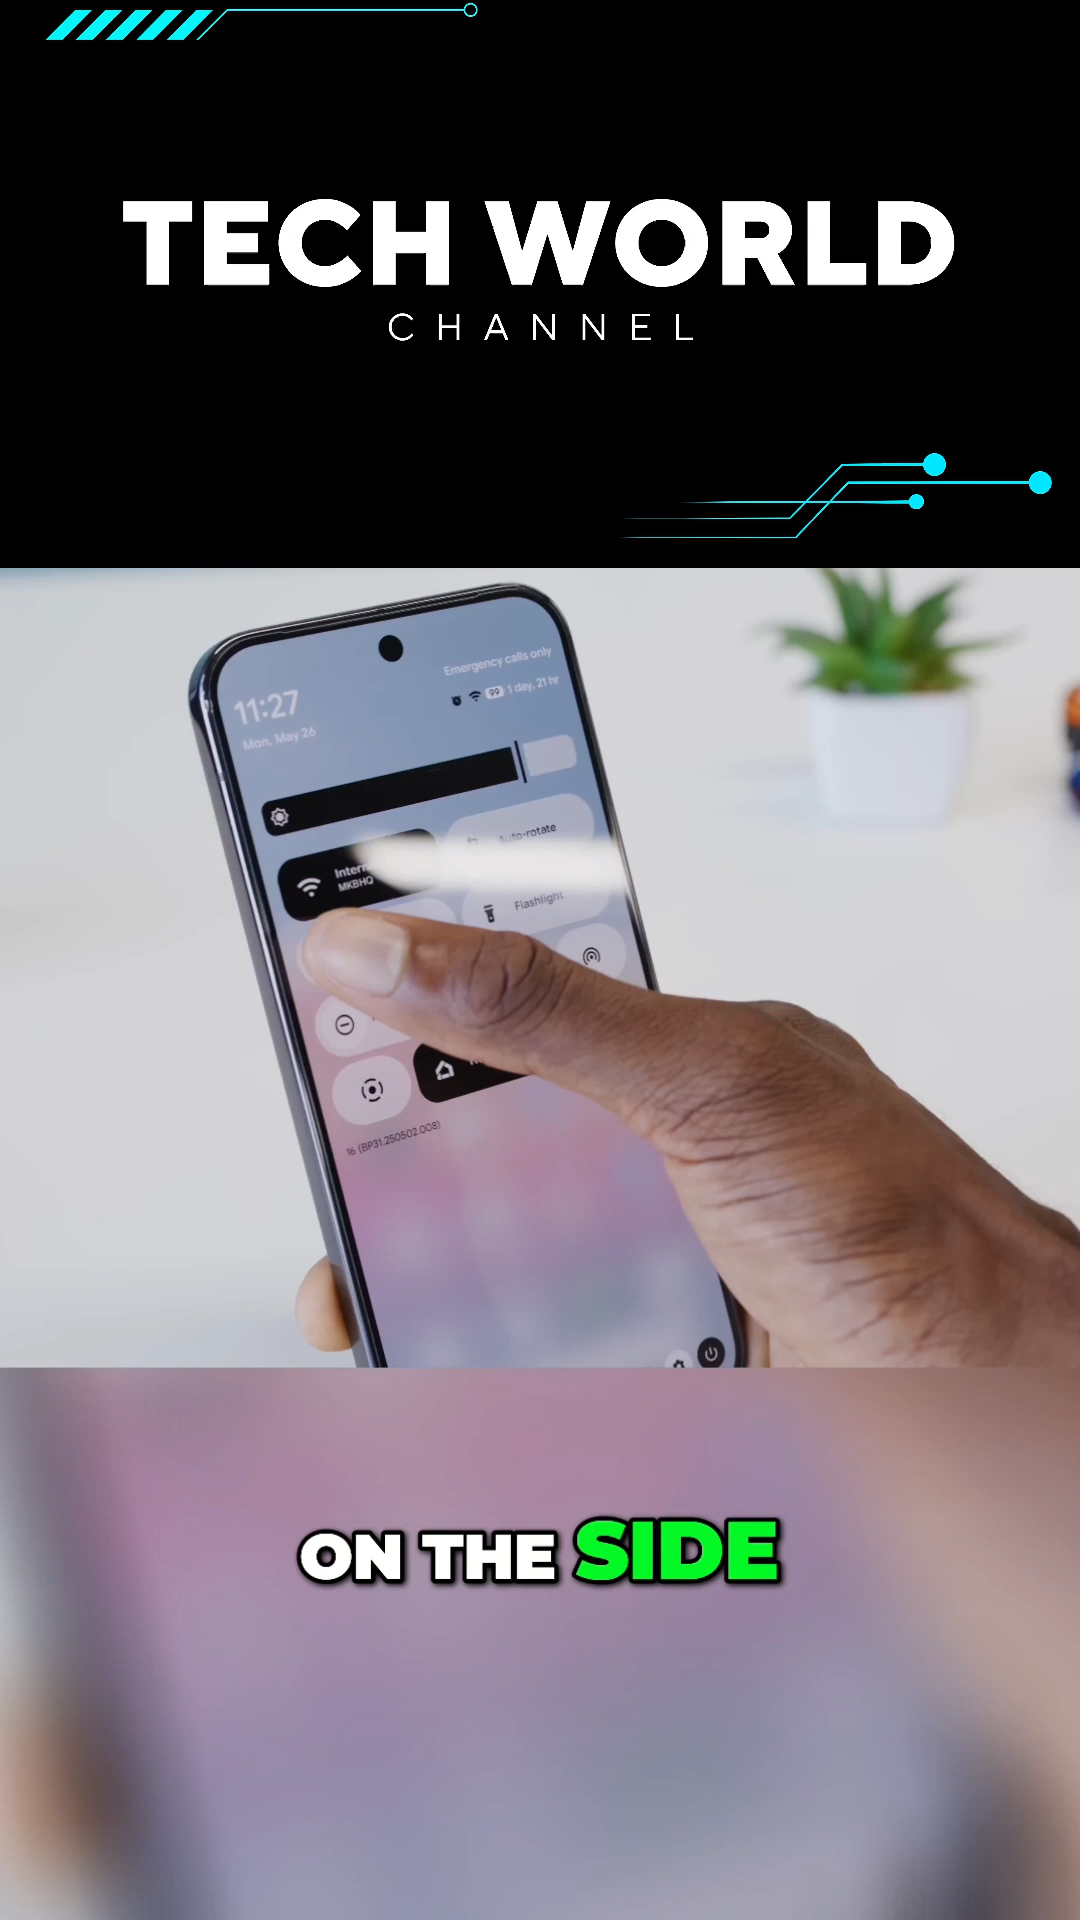 TECH WORLD
CHANNEL
Emergency calls only
11:27
99 1 day, 21 hr
Mon, May 26
Auto-rotate
MKBHQ
Flashlight
16 (BP31.250502.008)
ON THE SIDE